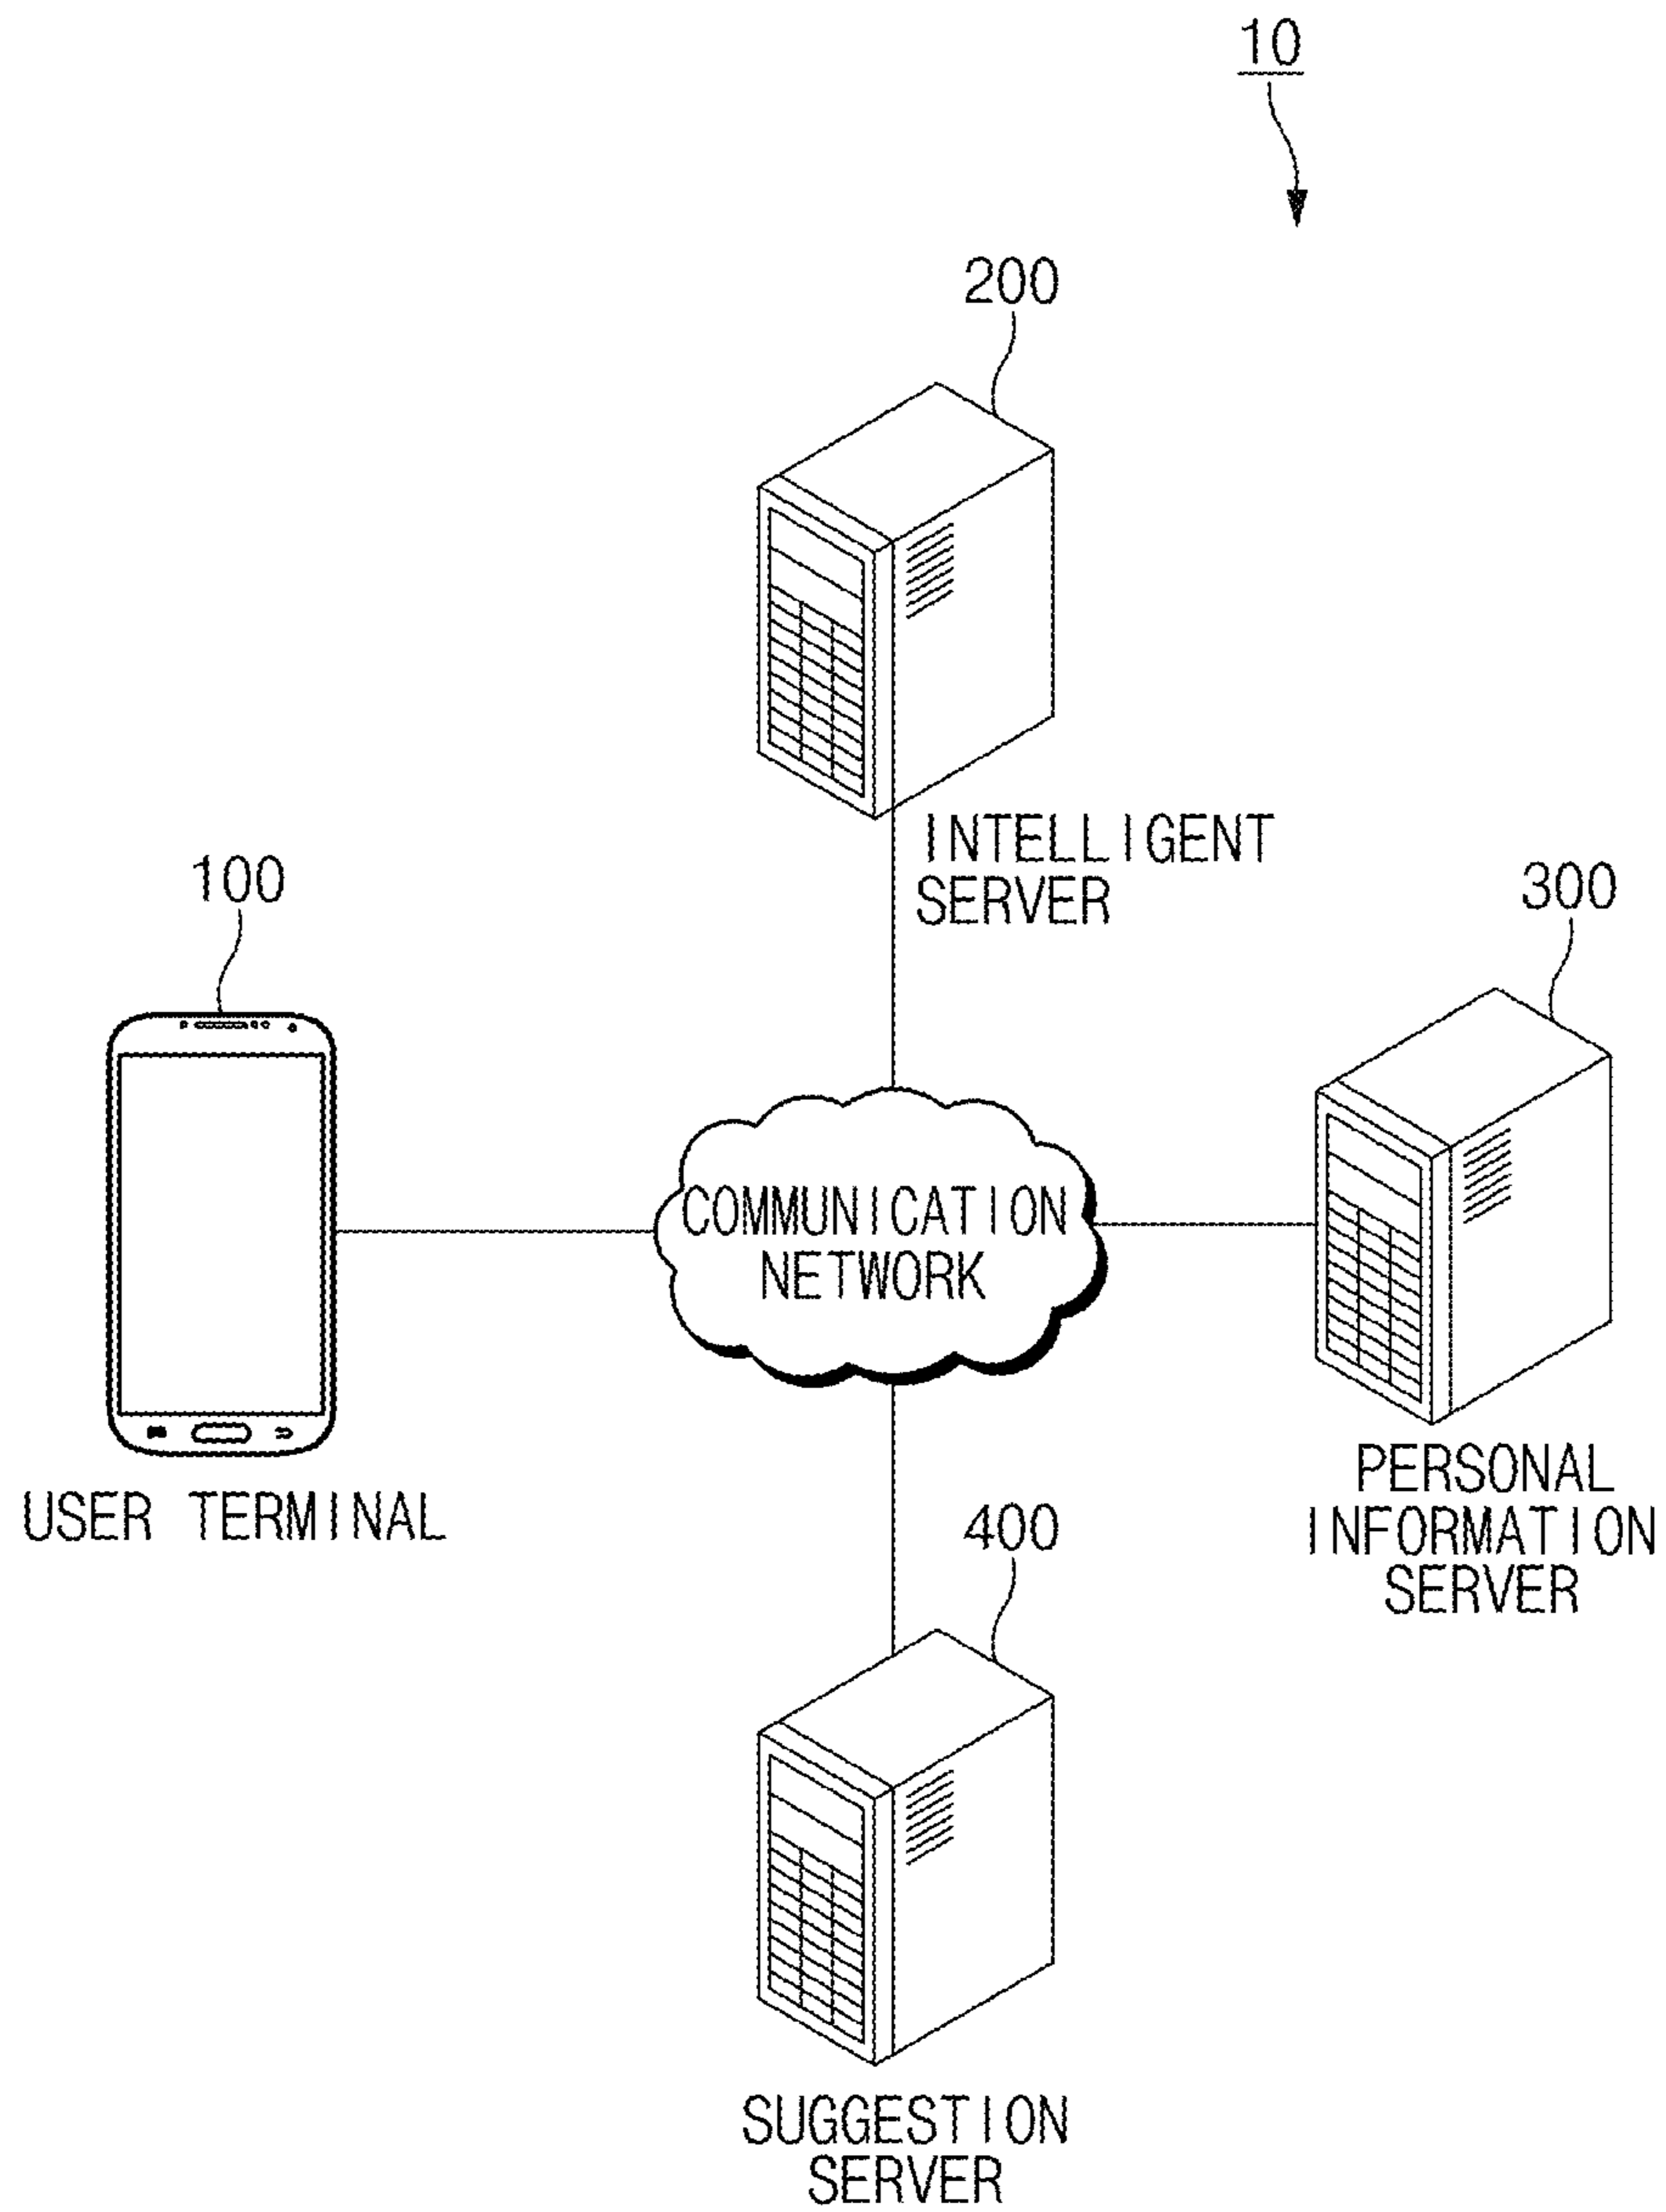 10
200
INTELLIGENT
SERVER
100
300
COMMUNICATION
NETWORK
USER TERMINAL
PERSONAL
INFORMATION
SERVER
400
SUGGESTION
SERVER